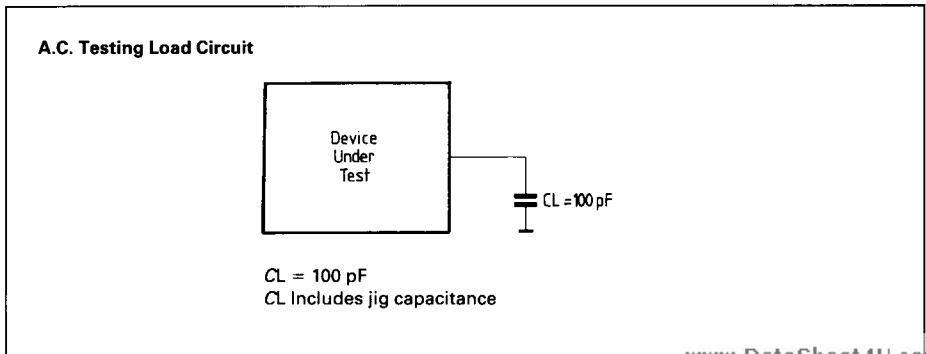 A.C. Testing Load Circuit
Device
Under
Test
CL = 100 pF
CL = 100 pF
CL Includes jig capacitance